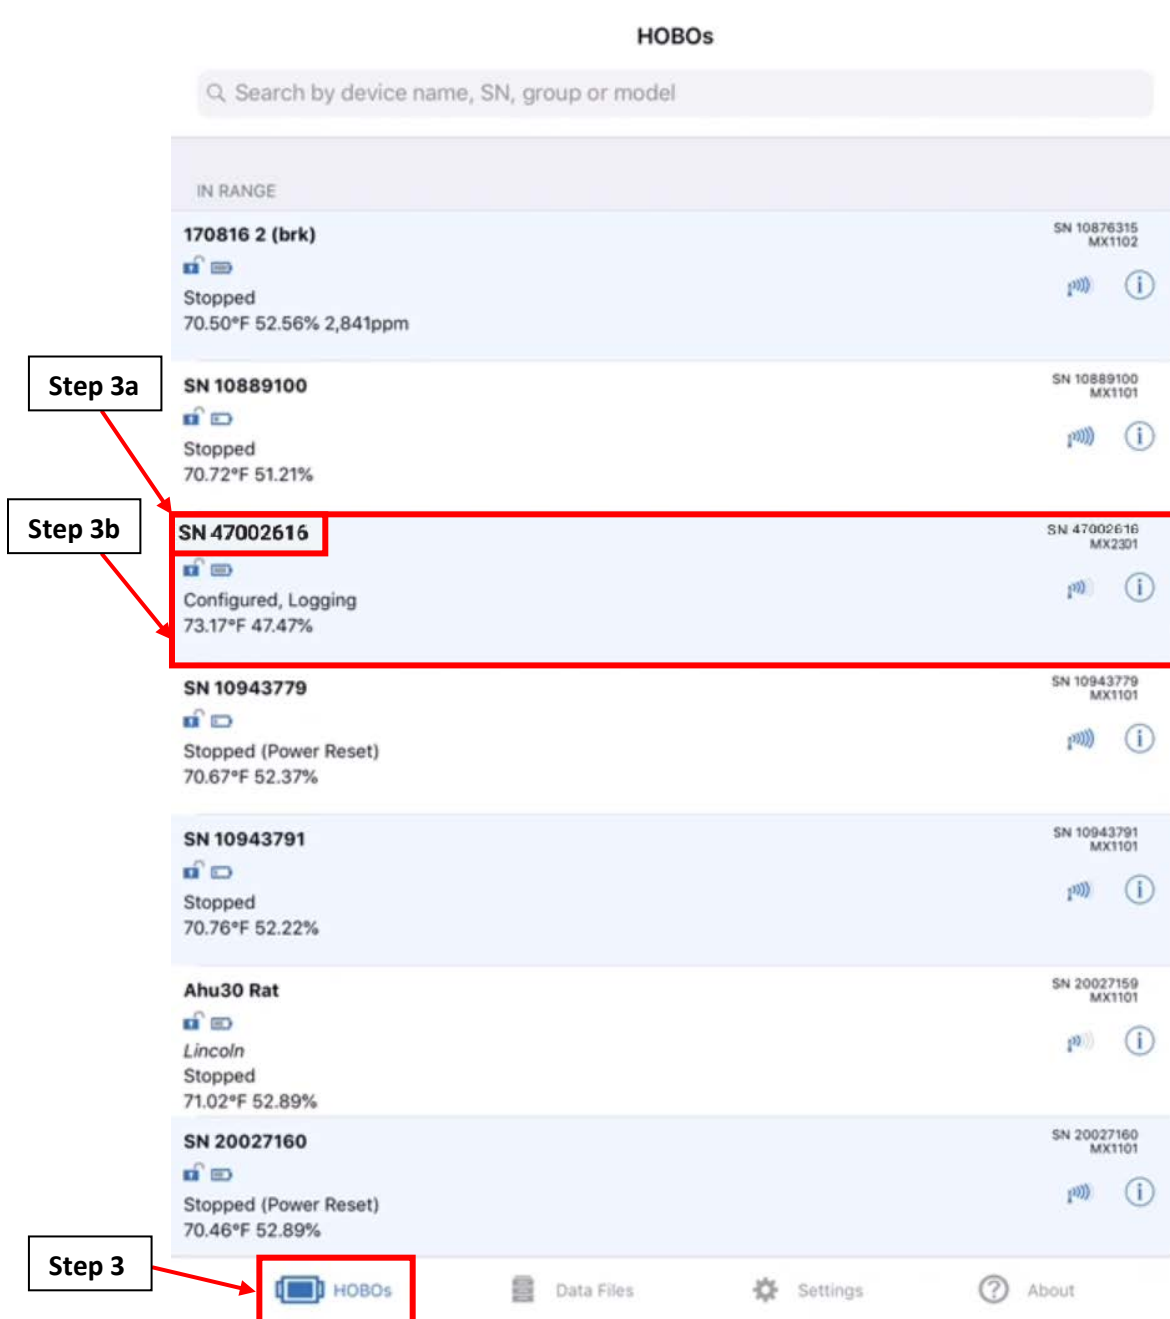 HOBOs
Search by device name, SN, group or model
IN RANGE
170816 2 (brk)
SN 10876315
MX1102
Stopped
70.50°F 52.56% 2,841ppm
Step 3a
SN 10889100
SN 10889100
MX1101
Stopped
70.72°F 51.21%
Step 3b
SN 47002616
SN 47002616
MX2301
Configured, Logging
73.17°F 47.47%
SN 10943779
SN 10943779
MX1101
Stopped (Power Reset)
70.67°F 52.37%
SN 10943791
SN 10943791
MX1101
Stopped
70.76°F 52.22%
Ahu30 Rat
SN 20027159
MX1101
Lincoln
Stopped
71.02°F 52.89%
SN 20027160
SN 20027160
MX1101
Stopped (Power Reset)
70.46°F 52.89%
Step 3
HOBOs Data Files Settings About